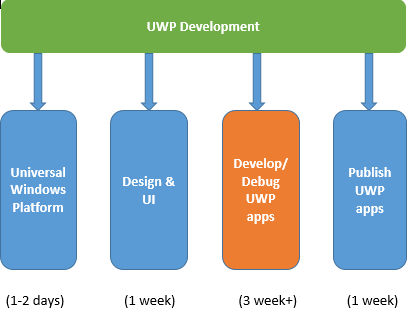 UWP Development
Universal
Windows
Platform
Design &
UI
Develop/
Debug
UWP
apps
Publish
UWP
apps
(1-2 days)
(1 week)
(3 week+)
(1 week)